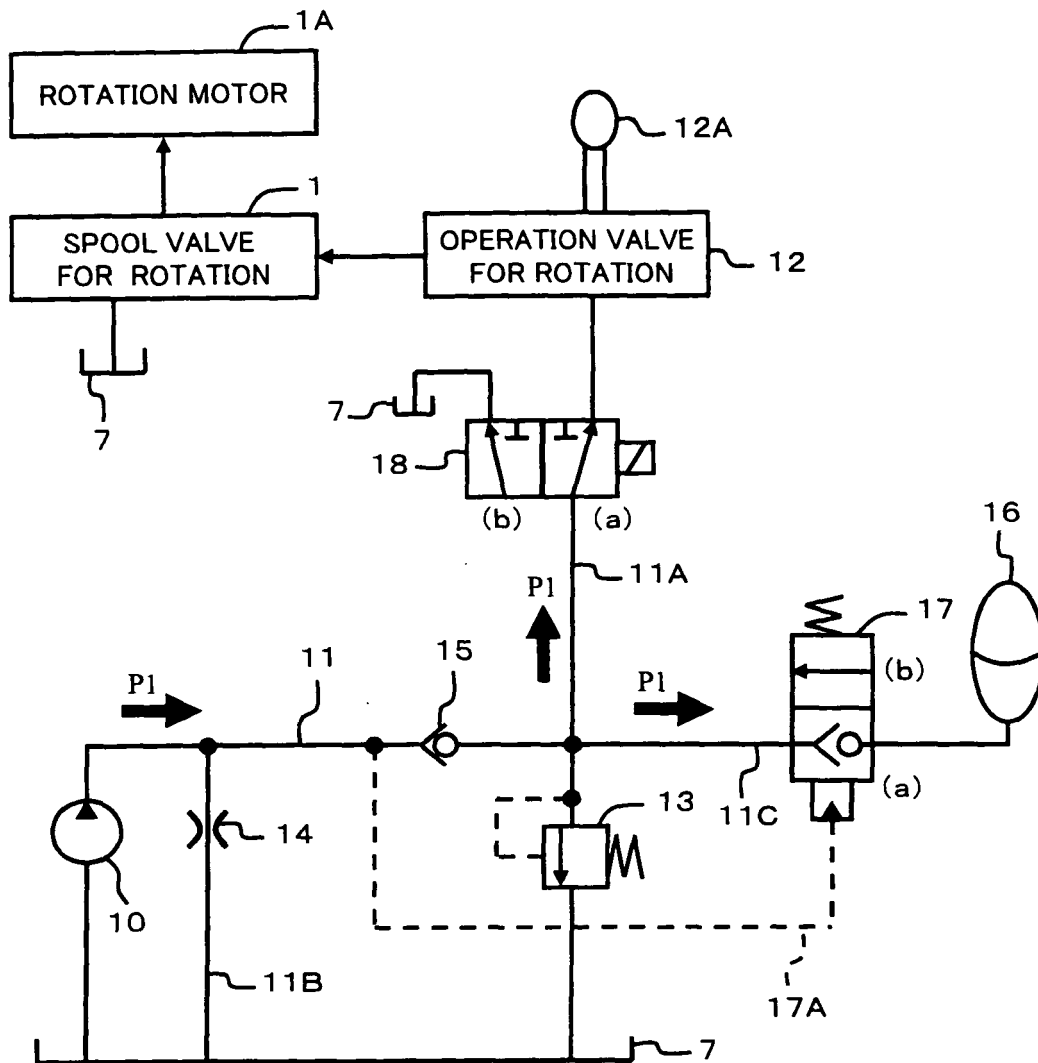 1A
ROTATION MOTOR
12A
1
SPOOL VALVE
FOR ROTATION
OPERATION VALVE
FOR ROTATION
12
7
7
18
(b)
(a)
16
11A
P1
17
15
(b)
P1
11
P1
13
(a)
11C
14
10
11B
17A
7